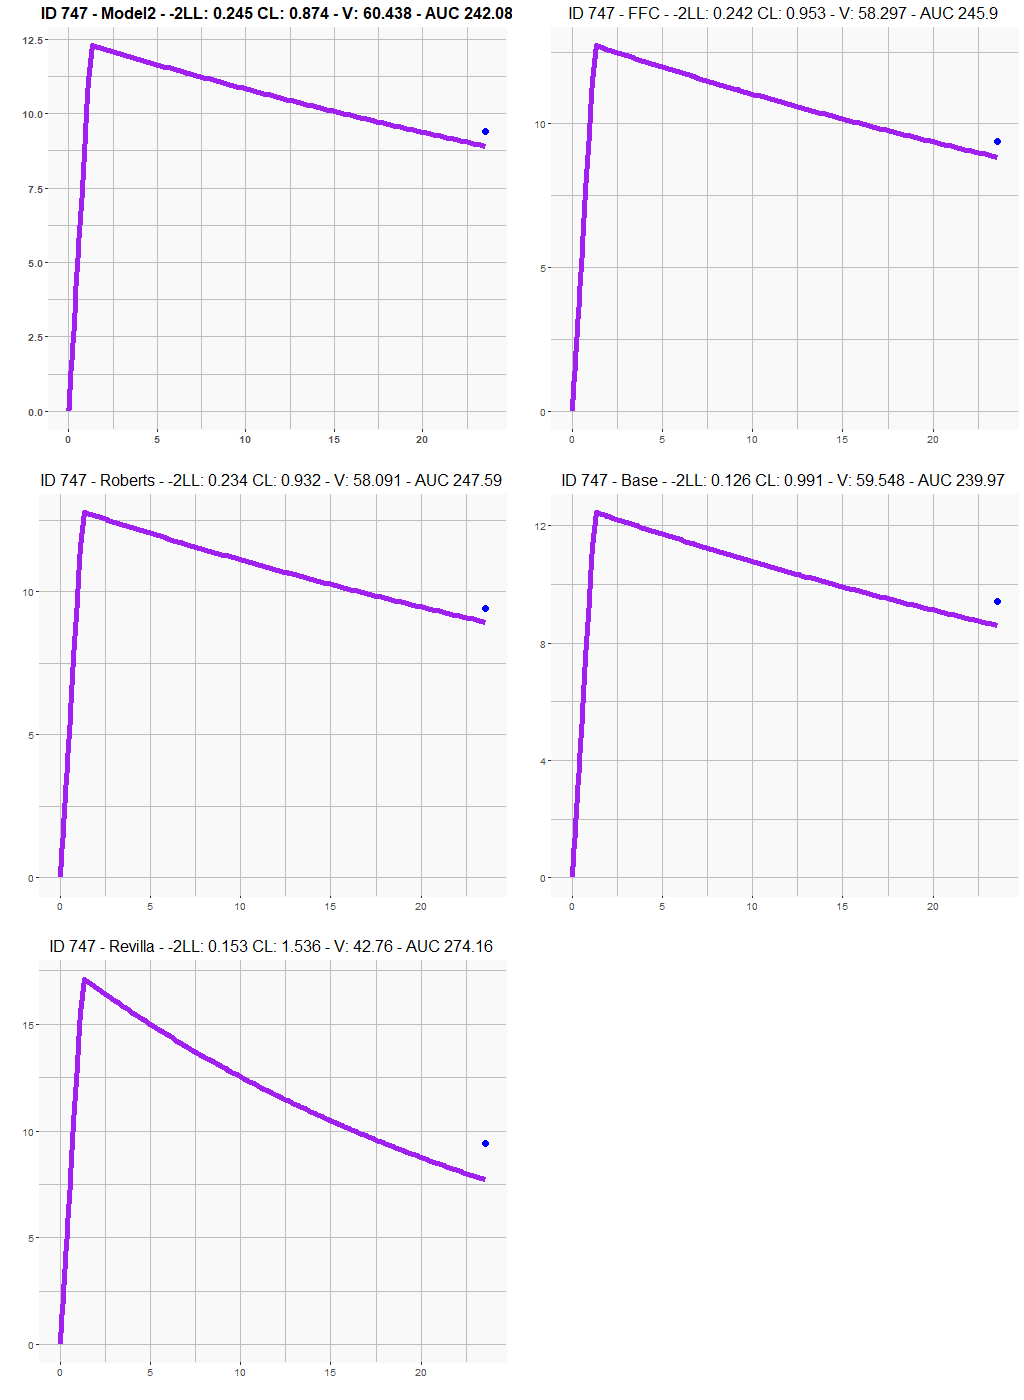 ID 747 - Model2 - -2LL: 0.245 CL: 0.874 - V: 60.438 - AUC 242.08
12.5
10.0
7.5
5.0
2.5
0.0
0 5 10 15 20
ID 747 - FFC - -2LL: 0.242 CL: 0.953 - V: 58.297 - AUC 245.9
10
5
0
0 5 10 15 20
ID 747 - Roberts - -2LL: 0.234 CL: 0.932 - V: 58.091 - AUC 247.59
10
5
0
0 5 10 15 20
ID 747 - Base - -2LL: 0.126 CL: 0.991 - V: 59.548 - AUC 239.97
12
8
4
0
0 5 10 15 20
ID 747 - Revilla - -2LL: 0.153 CL: 1.536 - V: 42.76 - AUC 274.16
15
10
5
0
0 5 10 15 20